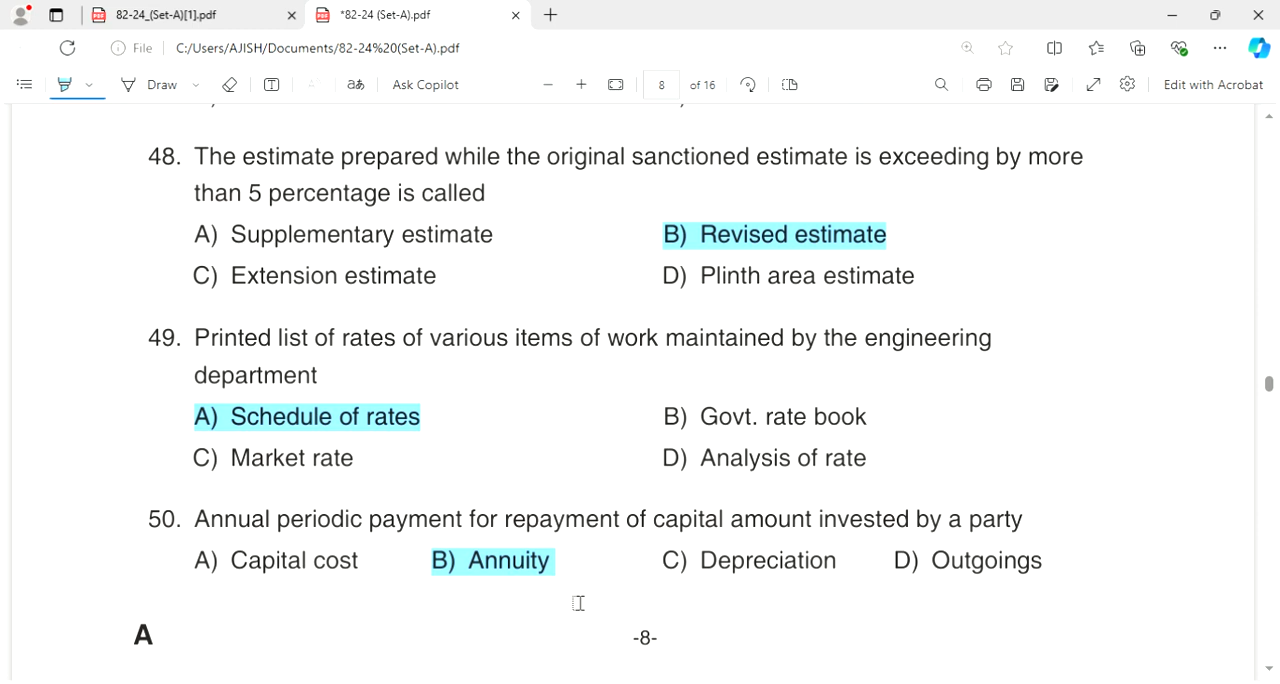 82-24_(Set-A)[1].pdf
*82-24 (Set-A).pdf
File C:/Users/AJISH/Documents/82-24%20(Set-A).pdf
Draw aあ Ask Copilot 8 of 16 Edit with Acrobat
48. The estimate prepared while the original sanctioned estimate is exceeding by more
than 5 percentage is called
A) Supplementary estimate B) Revised estimate
C) Extension estimate D) Plinth area estimate
49. Printed list of rates of various items of work maintained by the engineering
department
A) Schedule of rates B) Govt. rate book
C) Market rate D) Analysis of rate
50. Annual periodic payment for repayment of capital amount invested by a party
A) Capital cost B) Annuity C) Depreciation D) Outgoings
A -8-